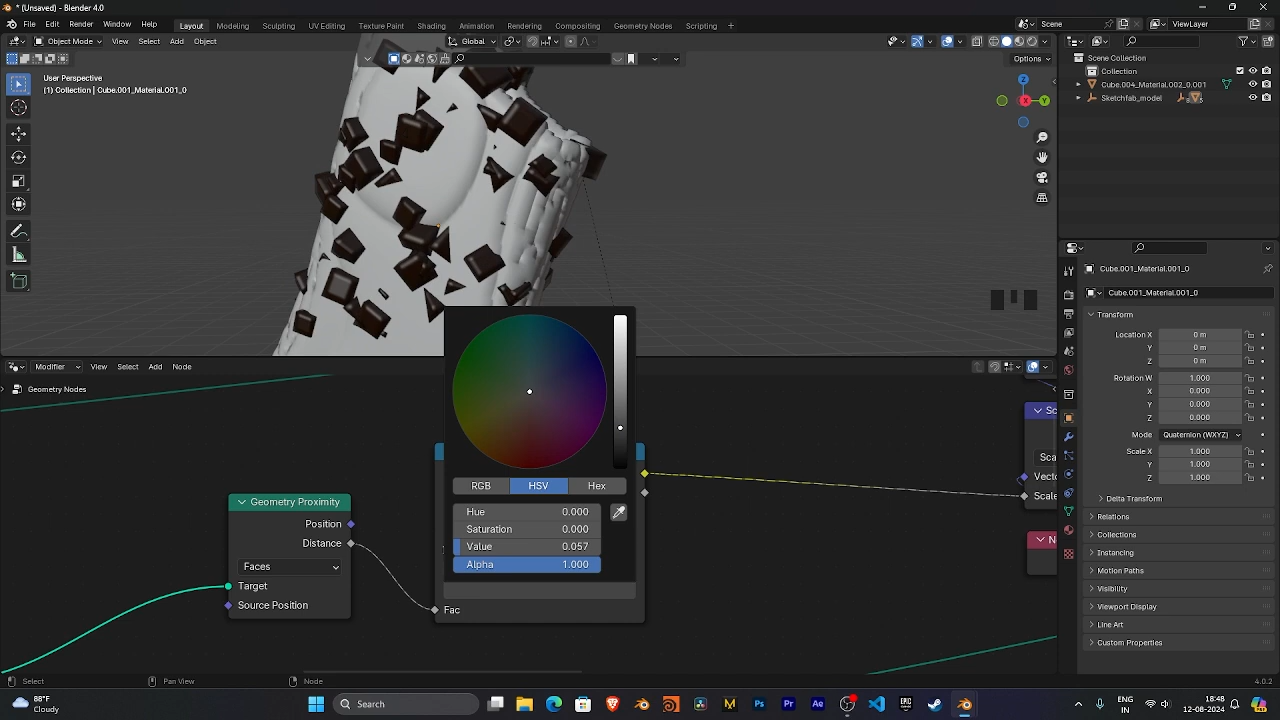 * (Unsaved) - Blender 4.0
File Edit Render Window Help Layout Modeling Sculpting UV Editing Texture Paint Shading Animation Rendering Compositing Geometry Nodes Scripting + Scene ViewLayer
Object Mode View Select Add Object Global
Options
User Perspective
(1) Collection | Cube.001_Material.001_0
X
Y
Z
Scene Collection
Collection
Cube.004_Material.002_0.001
Sketchfab_model
Cube.001_Material.001_0
Cube.001_Material.001_0
Transform
Location X 0 m
Y 0 m
Z 0 m
Rotation W 1.000
X 0.000
Y 0.000
Z 0.000
Mode Quaternion (WXYZ)
Scale X 1.000
Y 1.000
Z 1.000
Delta Transform
Relations
Collections
Instancing
Motion Paths
Visibility
Viewport Display
Line Art
Custom Properties
Modifier View Select Add Node
Geometry Nodes
RGB HSV Hex
Hue 0.000
Saturation 0.000
Value 0.057
Alpha 1.000
Fac
Geometry Proximity
Position
Distance
Faces
Target
Source Position
Sc
Sca
Vecto
Scale
N
Select Pan View Node 4.0.2
88°F
Cloudy
Search
ENG
IN
18:48
12-08-2024